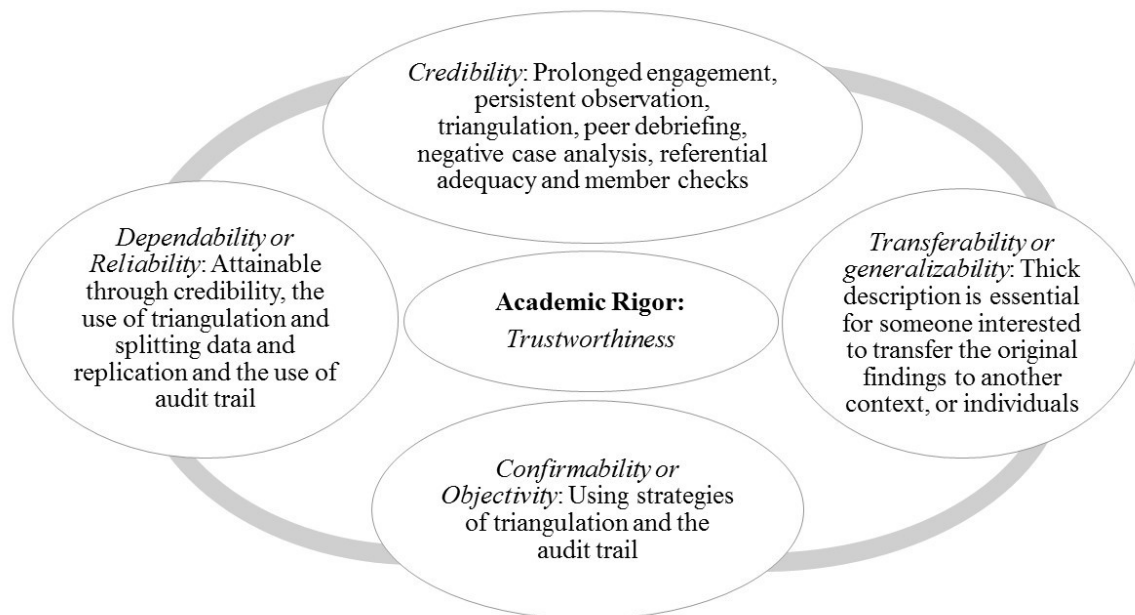 Credibility: Prolonged engagement,
persistent observation,
triangulation, peer debriefing,
negative case analysis, referential
adequacy and member checks
Dependability or
Reliability: Attainable
through credibility, the
use of triangulation and
splitting data and
replication and the use of
audit trail
Academic Rigor:
Trustworthiness
Transferability or
generalizability: Thick
description is essential
for someone interested
to transfer the original
findings to another
context, or individuals
Confirmability or
Objectivity: Using strategies
of triangulation and the
audit trail